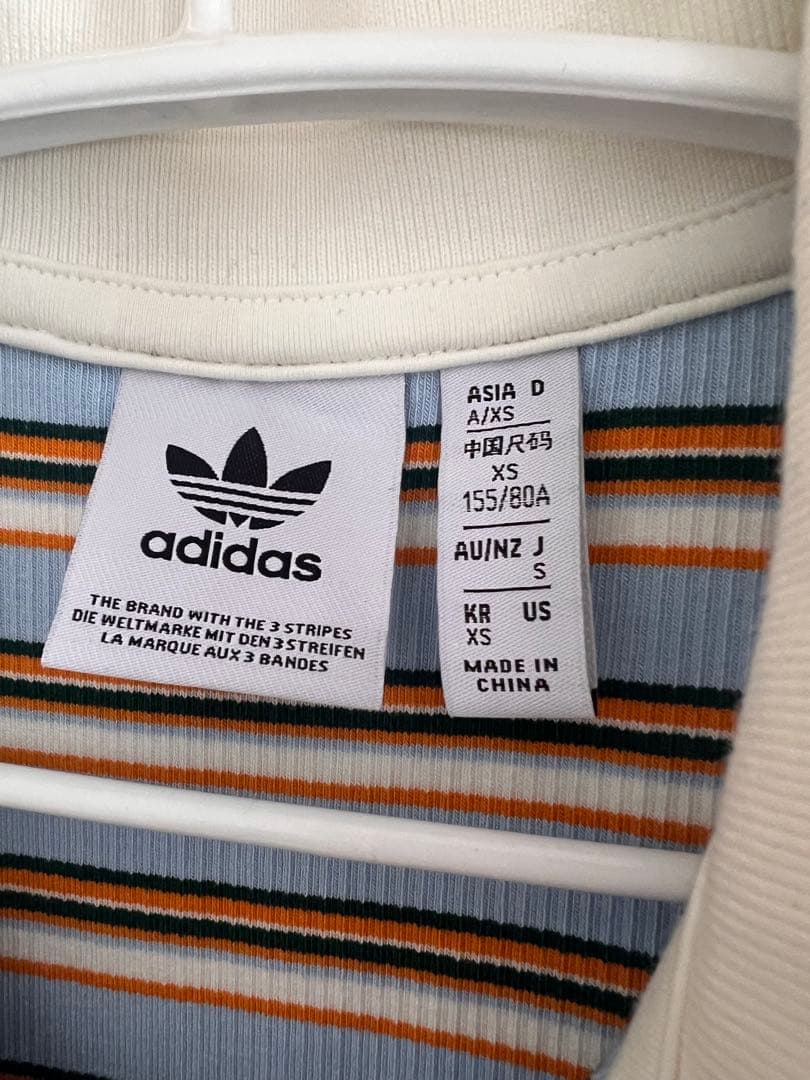 adidas
THE BRAND WITH THE 3 STRIPES
DIE WELTMARKE MIT DEN 3 STREIFEN
LA MARQUE AUX 3 BANDES
ASIA D
A/XS
中国尺码
XS
155/80A
AU/NZ J
S
KR US
XS
MADE IN
CHINA